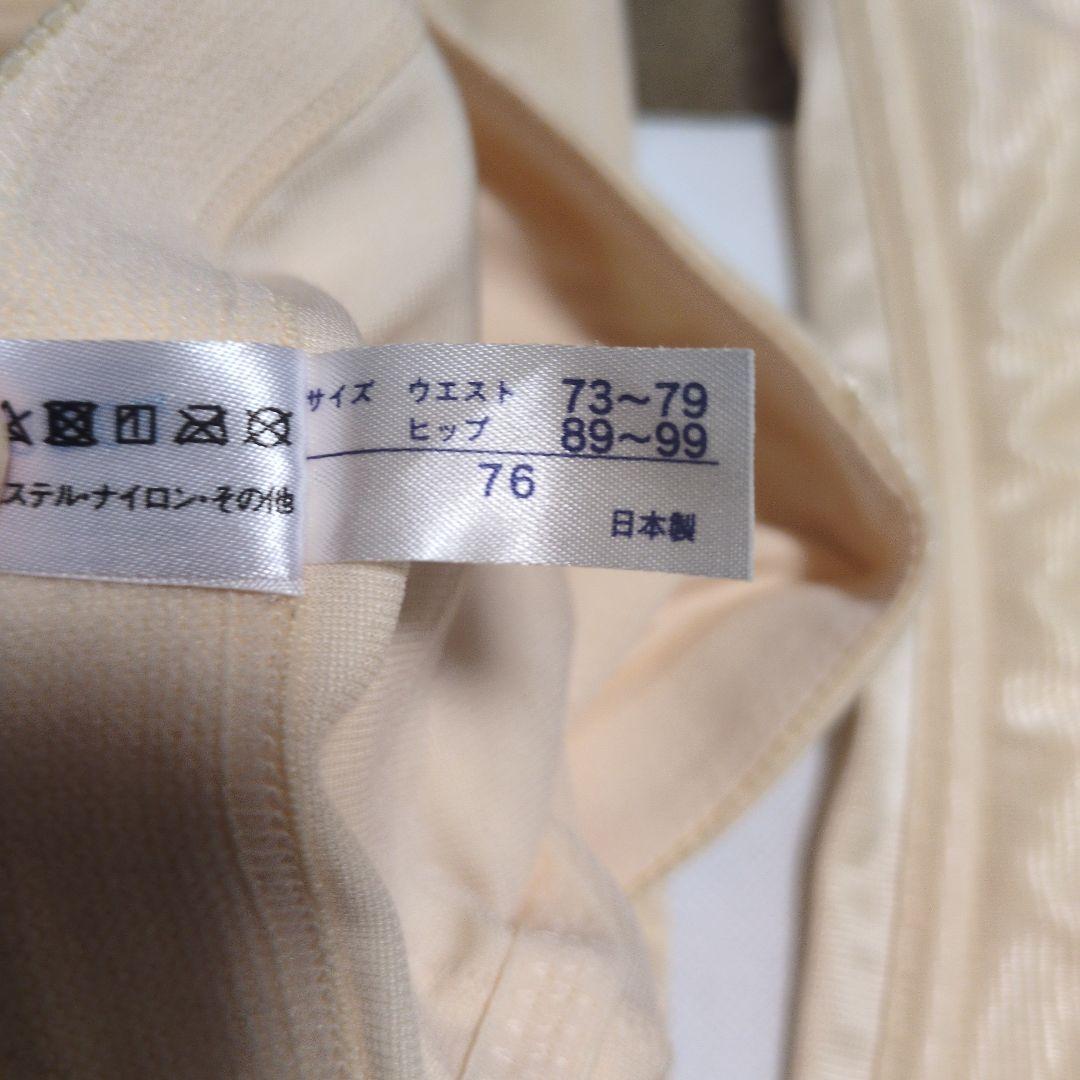 ステル・ナイロン・その他
サイズ ウエスト 73～79
ヒップ 89～99
76
日本製